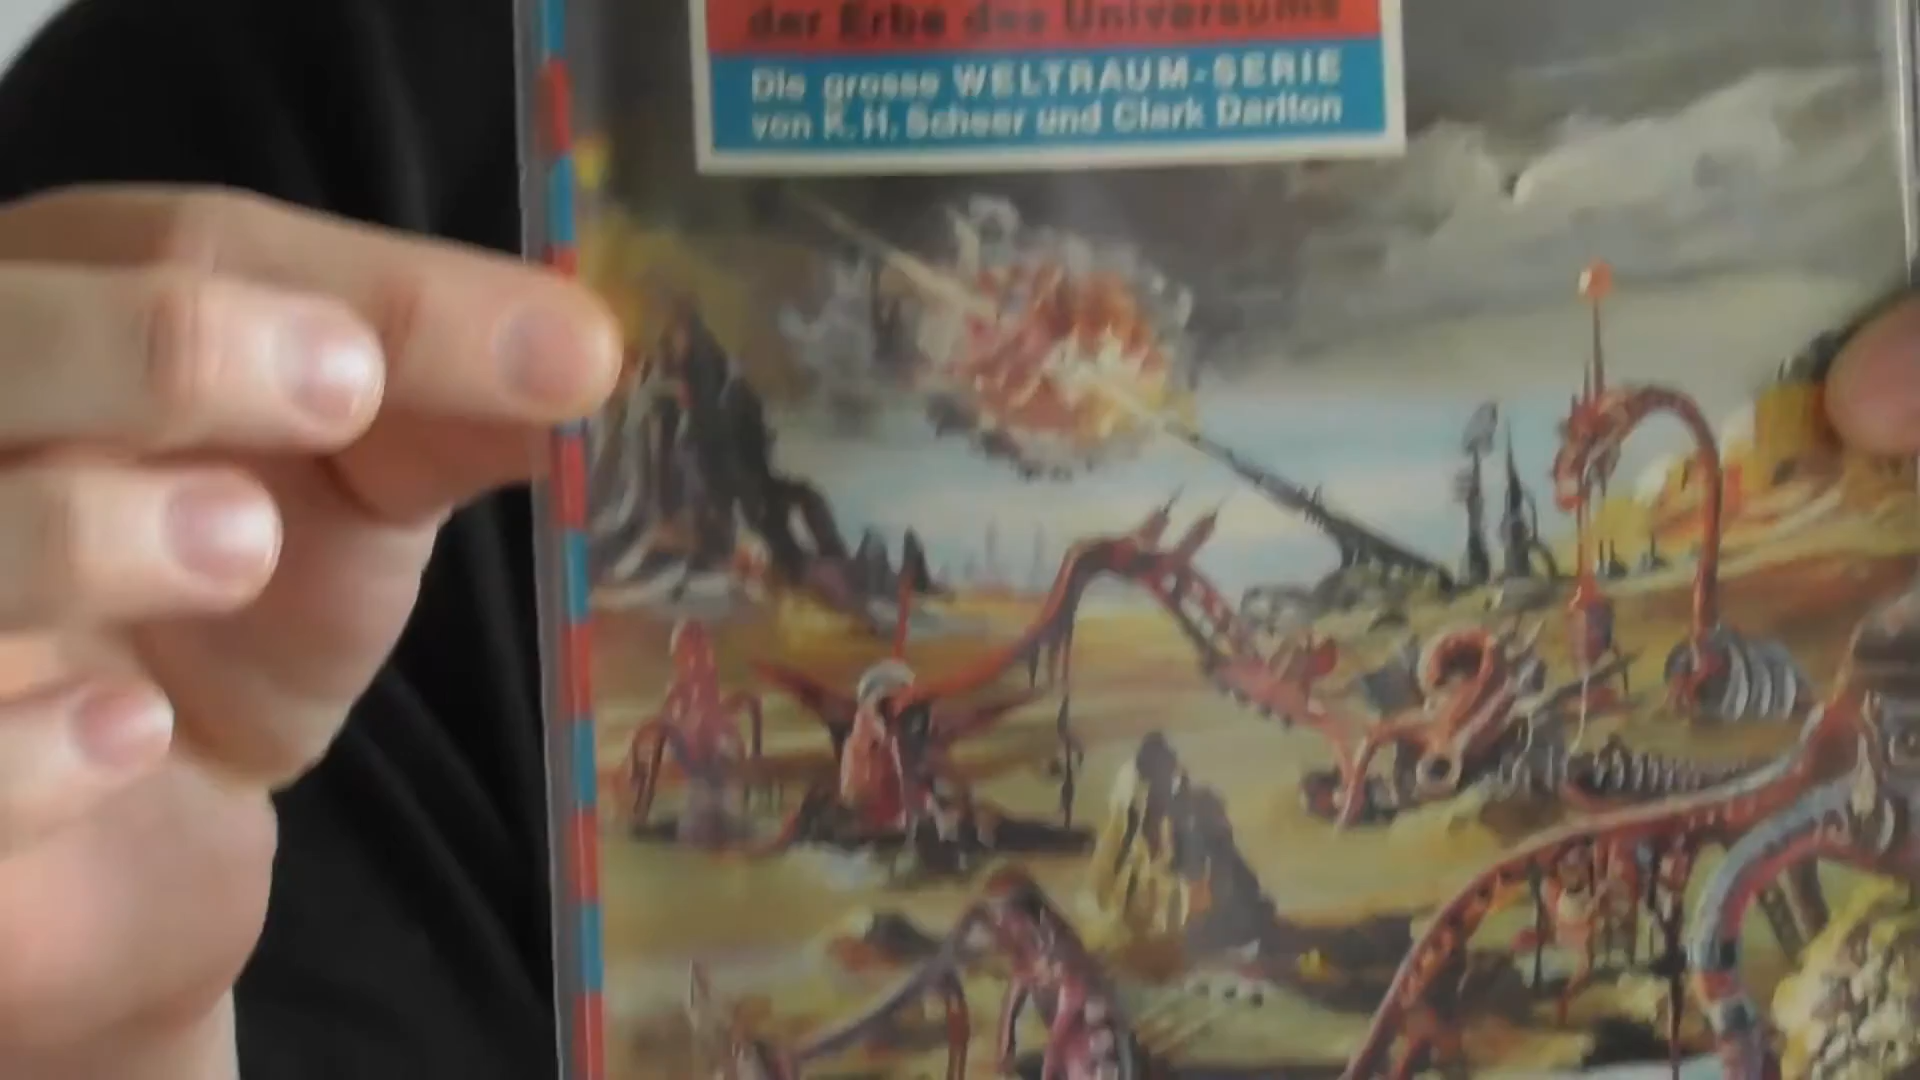 der Erbe des Universums
Die grosse WELTRAUM-SERIE
von K. H. Scheer und Clark Darlton